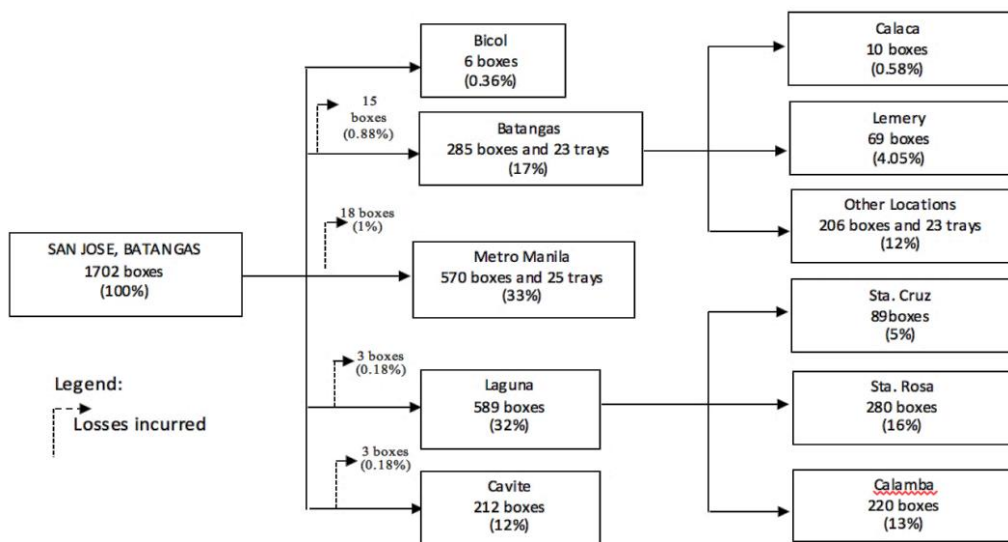 Bicol
6 boxes
(0.36%)
Calaca
10 boxes
(0.58%)
15
boxes
(0.88%)
Batangas
285 boxes and 23 trays
(17%)
Lemery
69 boxes
(4.05%)
18 boxes
(1%)
Other Locations
206 boxes and 23 trays
(12%)
SAN JOSE, BATANGAS
1702 boxes
(100%)
Metro Manila
570 boxes and 25 trays
(33%)
Sta. Cruz
89boxes
(5%)
3 boxes
(0.18%)
Laguna
589 boxes
(32%)
Sta. Rosa
280 boxes
(16%)
Legend:
Losses incurred
3 boxes
(0.18%)
Cavite
212 boxes
(12%)
Calamba
220 boxes
(13%)